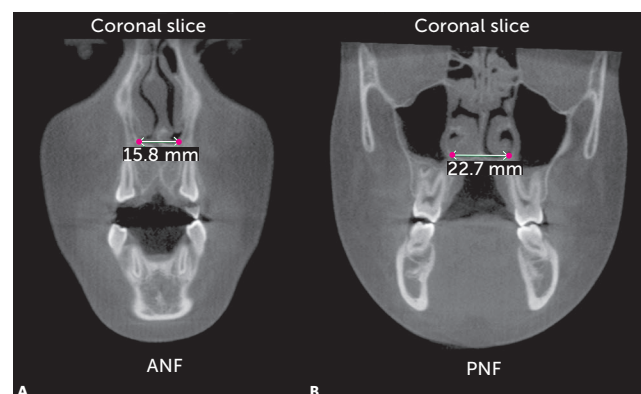 Coronal slice
15.8 mm
ANF
A
Coronal slice
22.7 mm
PNF
B